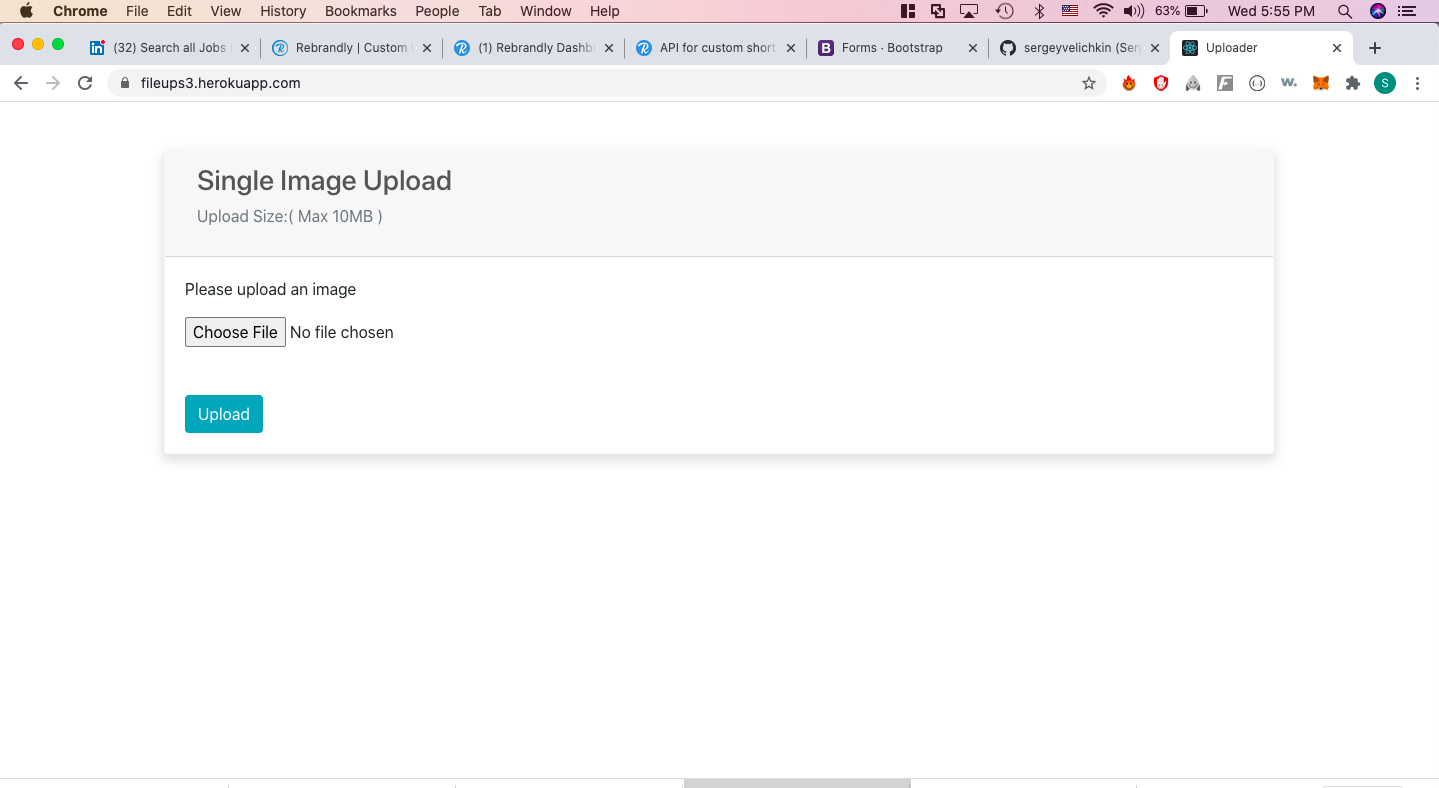 Chrome File Edit View History Bookmarks People Tab Window Help 63% Wed 5:55 PM
(32) Search all Jobs Rebrandly | Custom (1) Rebrandly Dashb API for custom short Forms · Bootstrap sergeyvelichkin (Ser Uploader
fileups3.herokuapp.com
Single Image Upload
Upload Size:( Max 10MB )
Please upload an image
Choose File No file chosen
Upload